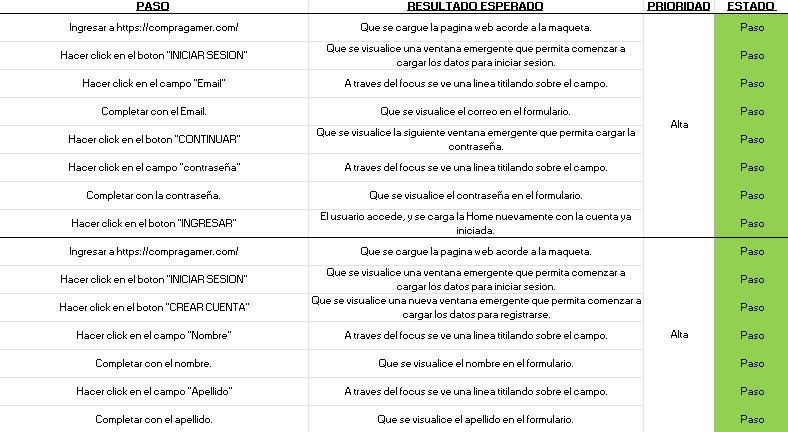 PASO RESULTADO ESPERADO PRIORIDAD ESTADO
Ingresar a https://compragamer.com/ Que se cargue la pagina web acorde a la maqueta. Paso
Hacer click en el boton "INICIAR SESION" Que se visualice una ventana emergente que permita comenzar a
cargar los datos para iniciar sesion. Paso
Hacer click en el campo "Email" A traves del focus se ve una linea titilando sobre el campo. Paso
Completar con el Email. Que se visualice el correo en el formulario. Paso
Alta
Hacer click en el boton "CONTINUAR" Que se visualice la siguiente ventana emergente que permita cargar la
contraseña. Paso
Hacer click en el campo "contraseña" A traves del focus se ve una linea titilando sobre el campo. Paso
Completar con la contraseña. Que se visualice el contraseña en el formulario. Paso
Hacer click en el boton "INGRESAR" El usuario accede, y se carga la Home nuevamente con la cuenta ya
iniciada. Paso
Ingresar a https://compragamer.com/ Que se cargue la pagina web acorde a la maqueta. Paso
Hacer click en el boton "INICIAR SESION" Que se visualice una ventana emergente que permita comenzar a
cargar los datos para iniciar sesion. Paso
Hacer click en el boton "CREAR CUENTA" Que se visualice una nueva ventana emergente que permita comenzar a
cargar los datos para registrarse. Paso
Hacer click en el campo "Nombre" A traves del focus se ve una linea titilando sobre el campo. Alta Paso
Completar con el nombre. Que se visualice el nombre en el formulario. Paso
Hacer click en el campo "Apellido" A traves del focus se ve una linea titilando sobre el campo. Paso
Completar con el apellido. Que se visualice el apellido en el formulario. Paso